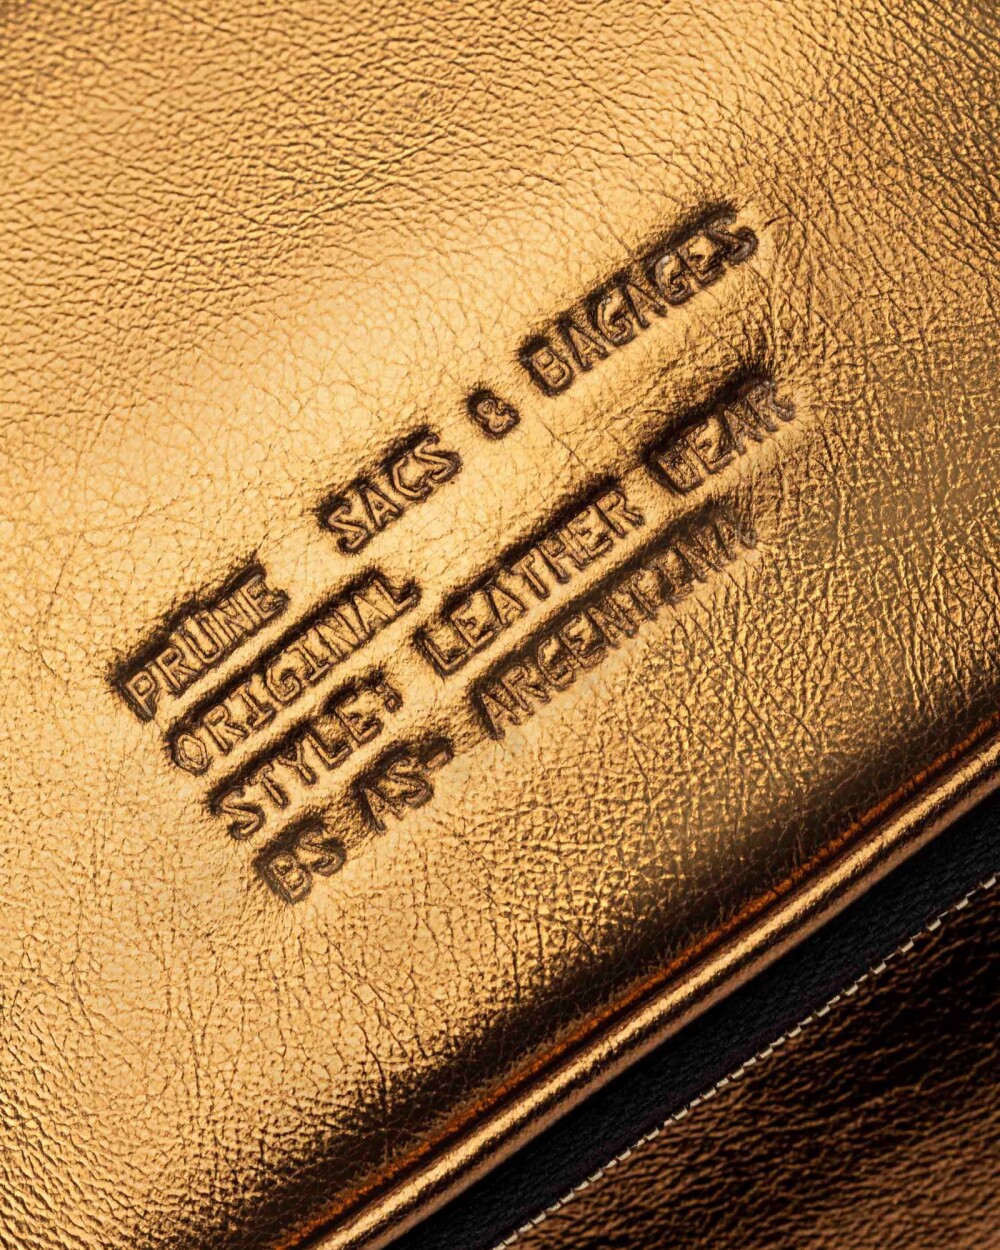 PRUNE SACS & BAGAGES
ORIGINAL
STYLE; LEATHER WEAR
BS AS- ARGENTINA